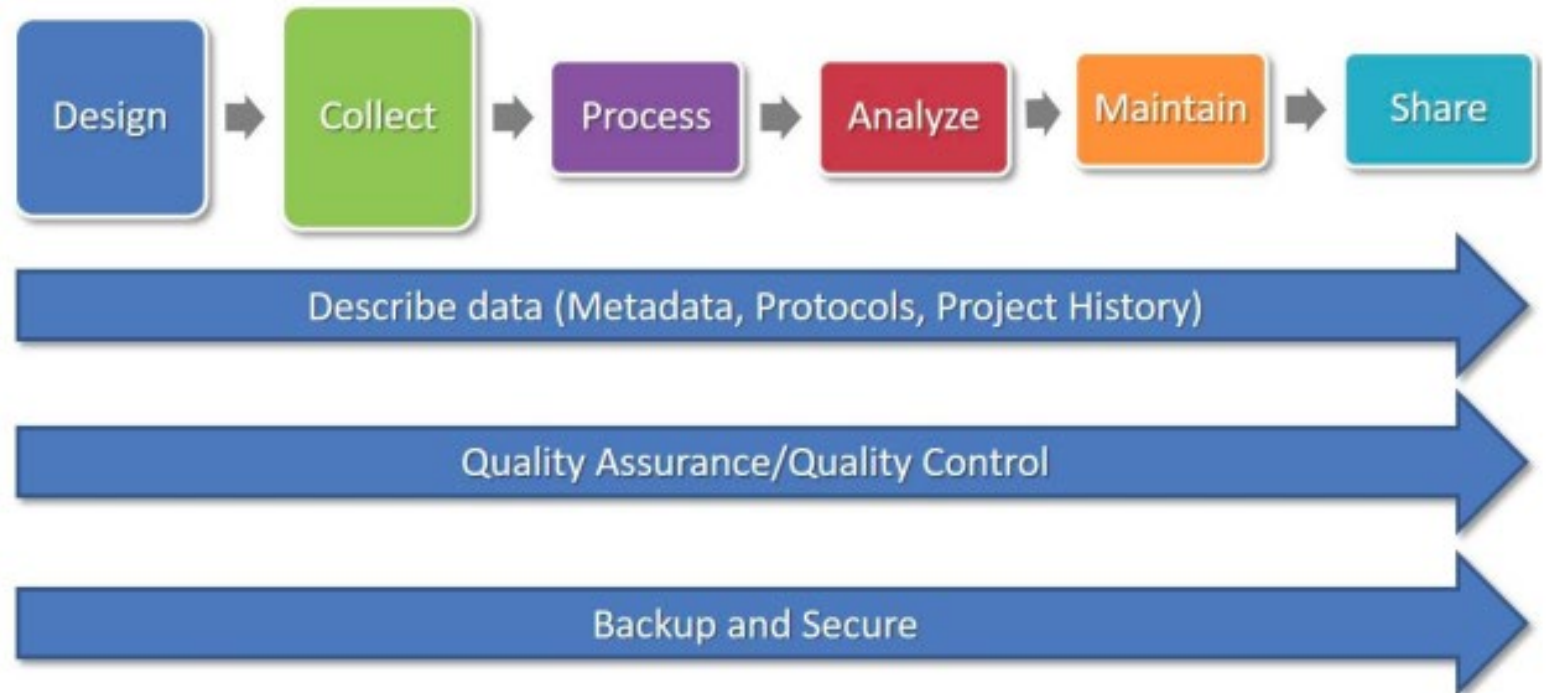 Design
Collect
Process
Analyze
Maintain
Share
Describe data (Metadata, Protocols, Project History)
Quality Assurance/Quality Control
Backup and Secure